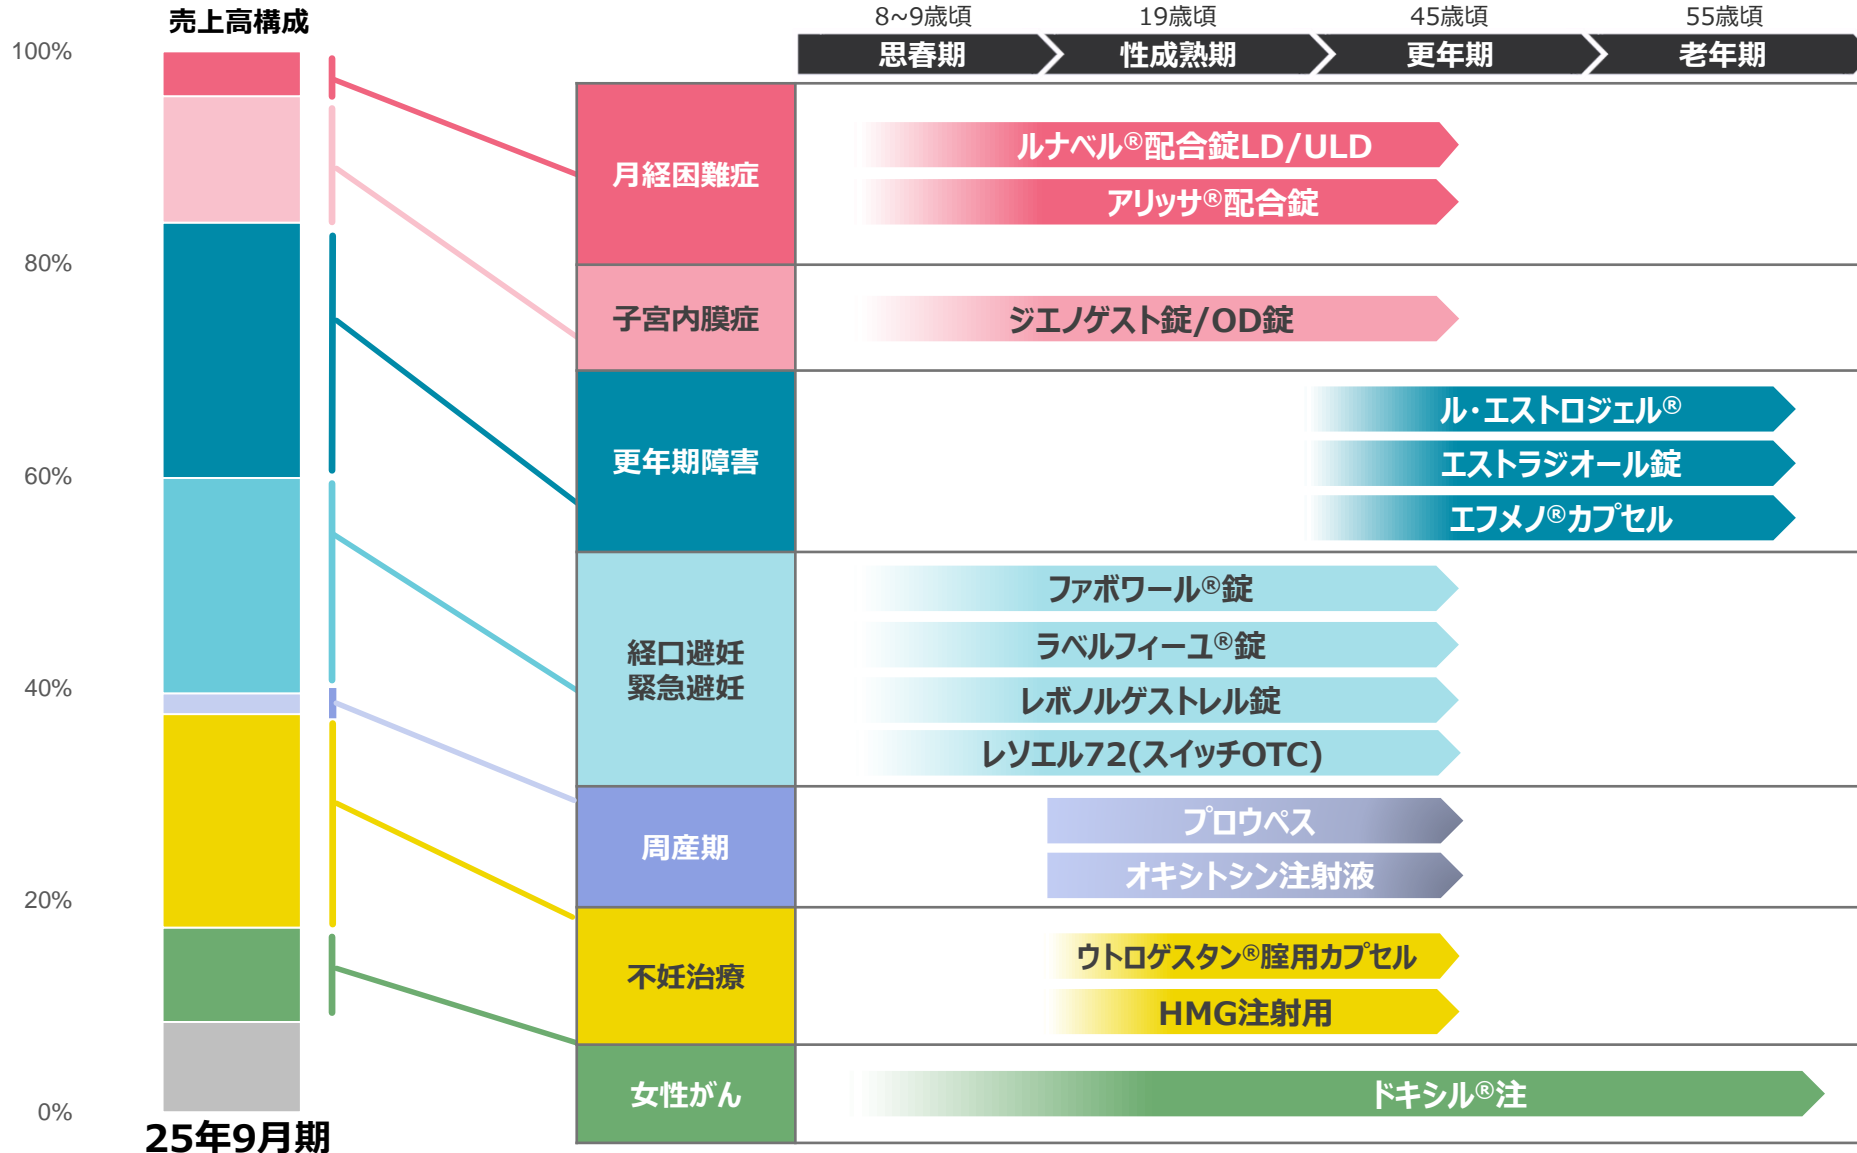 売上高構成
100%
80%
60%
40%
20%
0%
25年9月期
8~9歳頃
19歳頃
45歳頃
55歳頃
思春期
性成熟期
更年期
老年期
月経困難症
ルナベル®配合錠LD/ULD
アリッサ®配合錠
子宮内膜症
ジエノゲスト錠/OD錠
更年期障害
ル・エストロジェル®
エストラジオール錠
エフメノ®カプセル
経口避妊
緊急避妊
ファボワール®錠
ラベルフィーユ®錠
レボノルゲストレル錠
レソエル72(スイッチOTC)
周産期
プロウペス
オキシトシン注射液
不妊治療
ウトロゲスタン®腟用カプセル
HMG注射用
女性がん
ドキシル®注